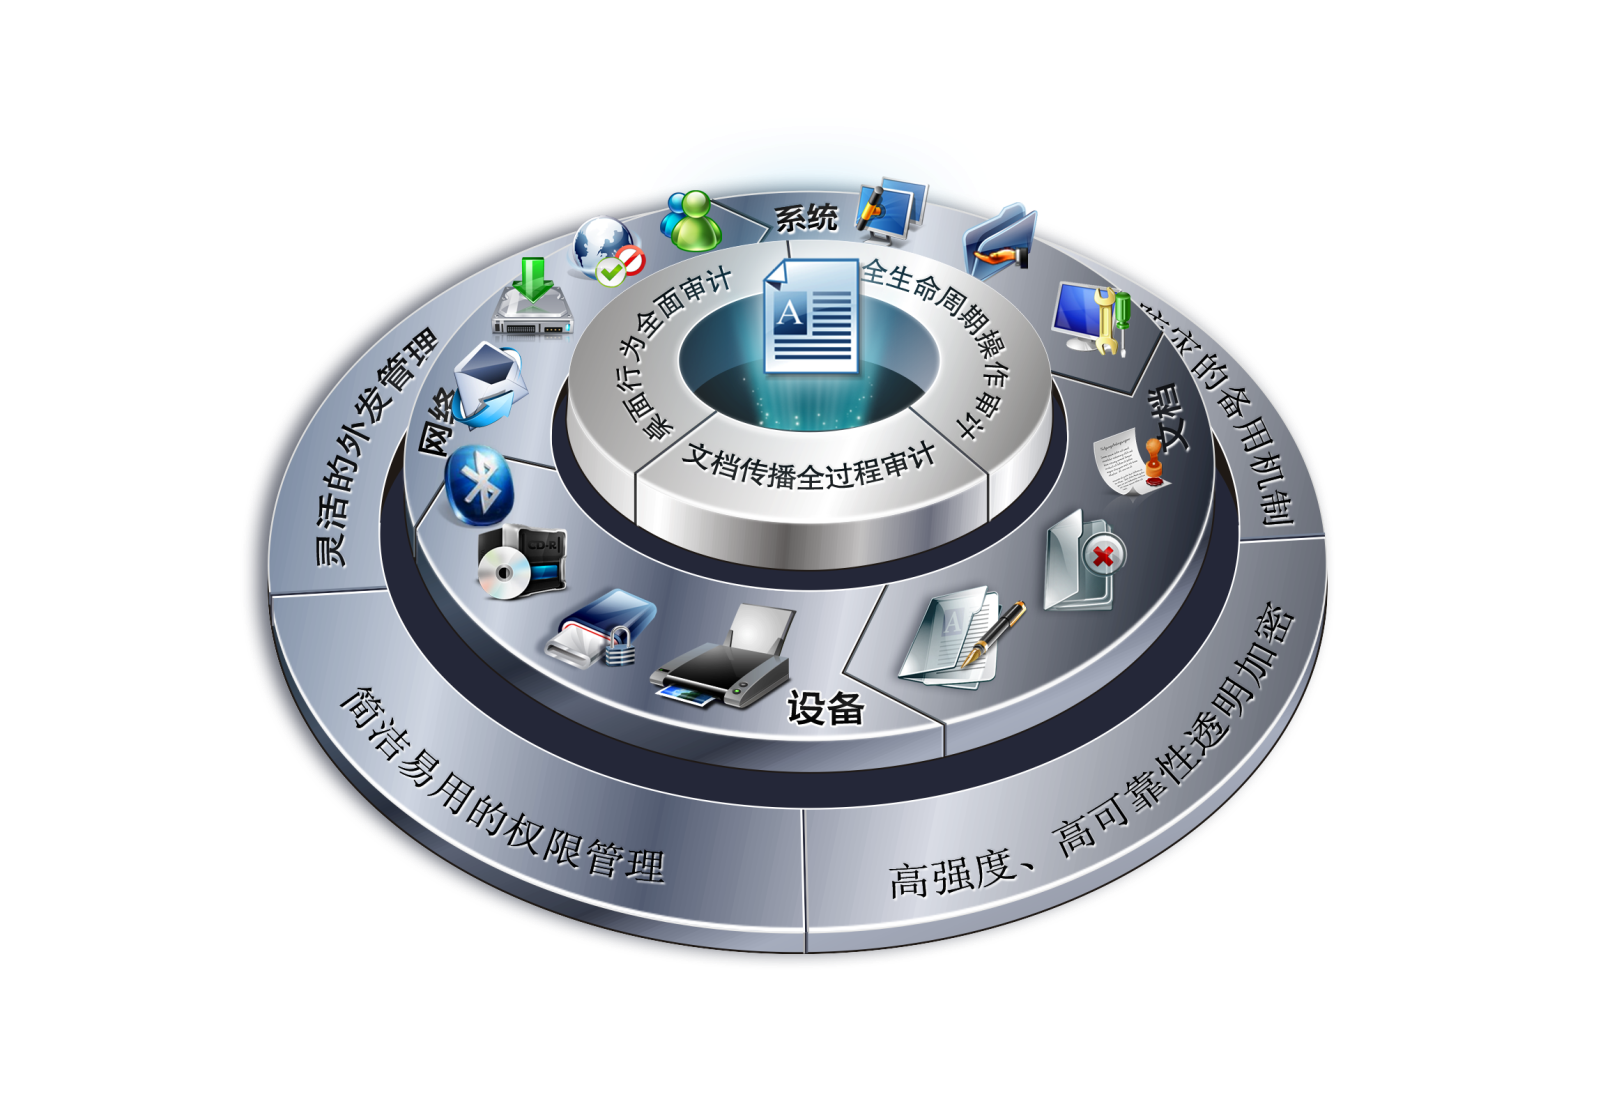 系统
桌面行为全面审计
全生命周期操作审计
文档传播全过程审计
A
网络
文档
设备
CD-R
A
灵活的外发管理
的备用机制
简洁易用的权限管理
高强度、高可靠性透明加密